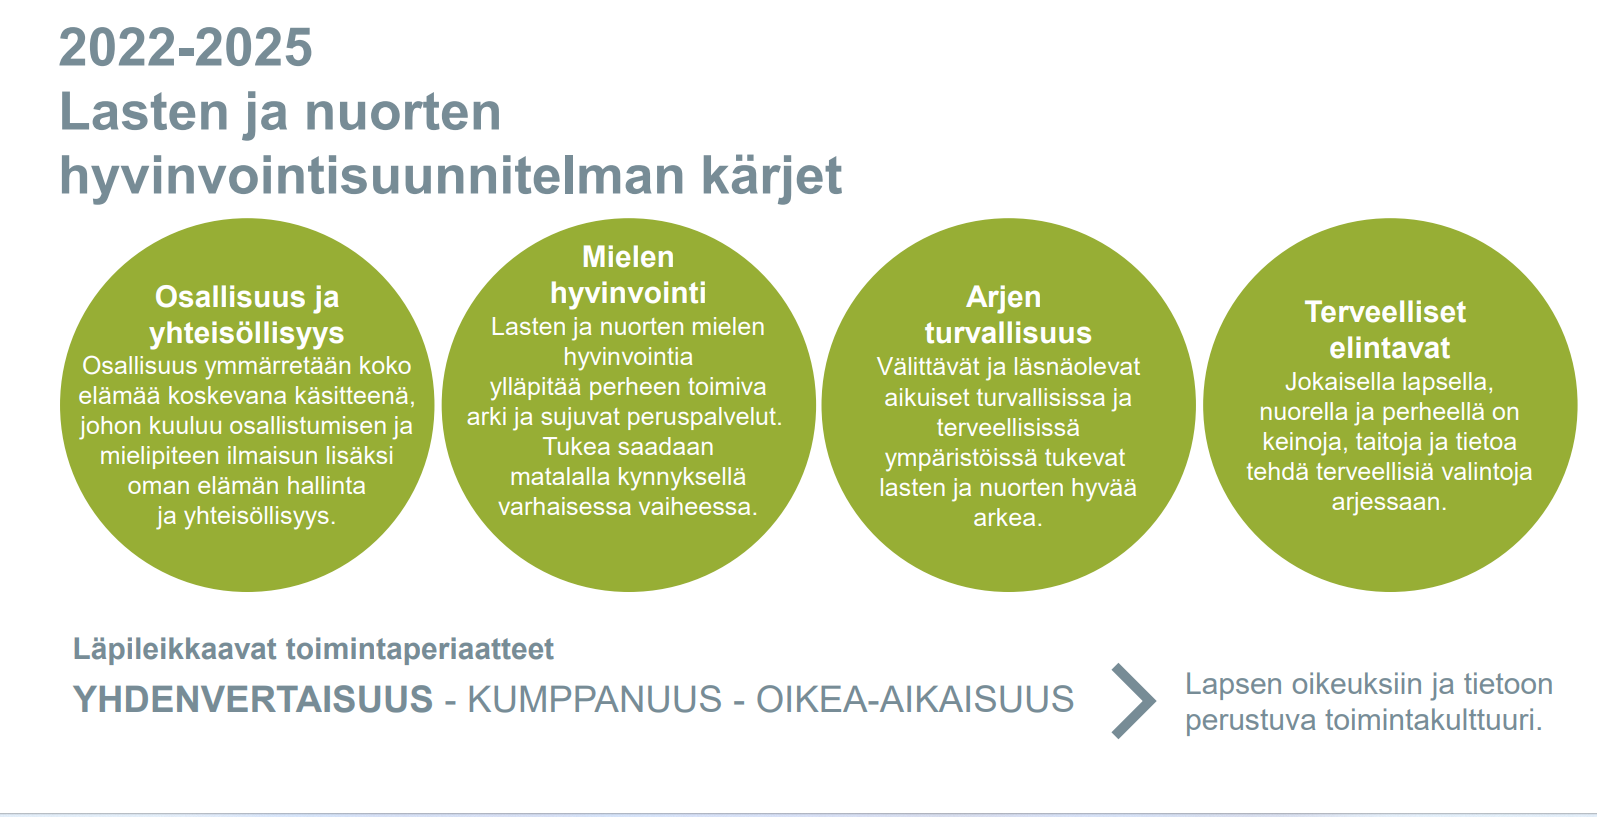 2022-2025
Lasten ja nuorten
hyvinvointisuunnitelman kärjet
Osallisuus ja
yhteisöllisyys
Osallisuus ymmärretään koko
elämää koskevana käsitteenä,
johon kuuluu osallistumisen ja
mielipiteen ilmaisun lisäksi
oman elämän hallinta
ja yhteisöllisyys.
Mielen
hyvinvointi
Lasten ja nuorten mielen
hyvinvointia
ylläpitää perheen toimiva
arki ja sujuvat peruspalvelut.
Tukea saadaan
matalalla kynnyksellä
varhaisessa vaiheessa.
Arjen
turvallisuus
Välittävät ja läsnäolevat
aikuiset turvallisissa ja
terveellisissä
ympäristöissä tukevat
lasten ja nuorten hyvää
arkea.
Terveelliset
elintavat
Jokaisella lapsella,
nuorella ja perheellä on
keinoja, taitoja ja tietoa
tehdä terveellisiä valintoja
arjessaan.
Läpileikkaavat toimintaperiaatteet
YHDENVERTAISUUS - KUMPPANUUS - OIKEA-AIKAISUUS
Lapsen oikeuksiin ja tietoon
perustuva toimintakulttuuri.